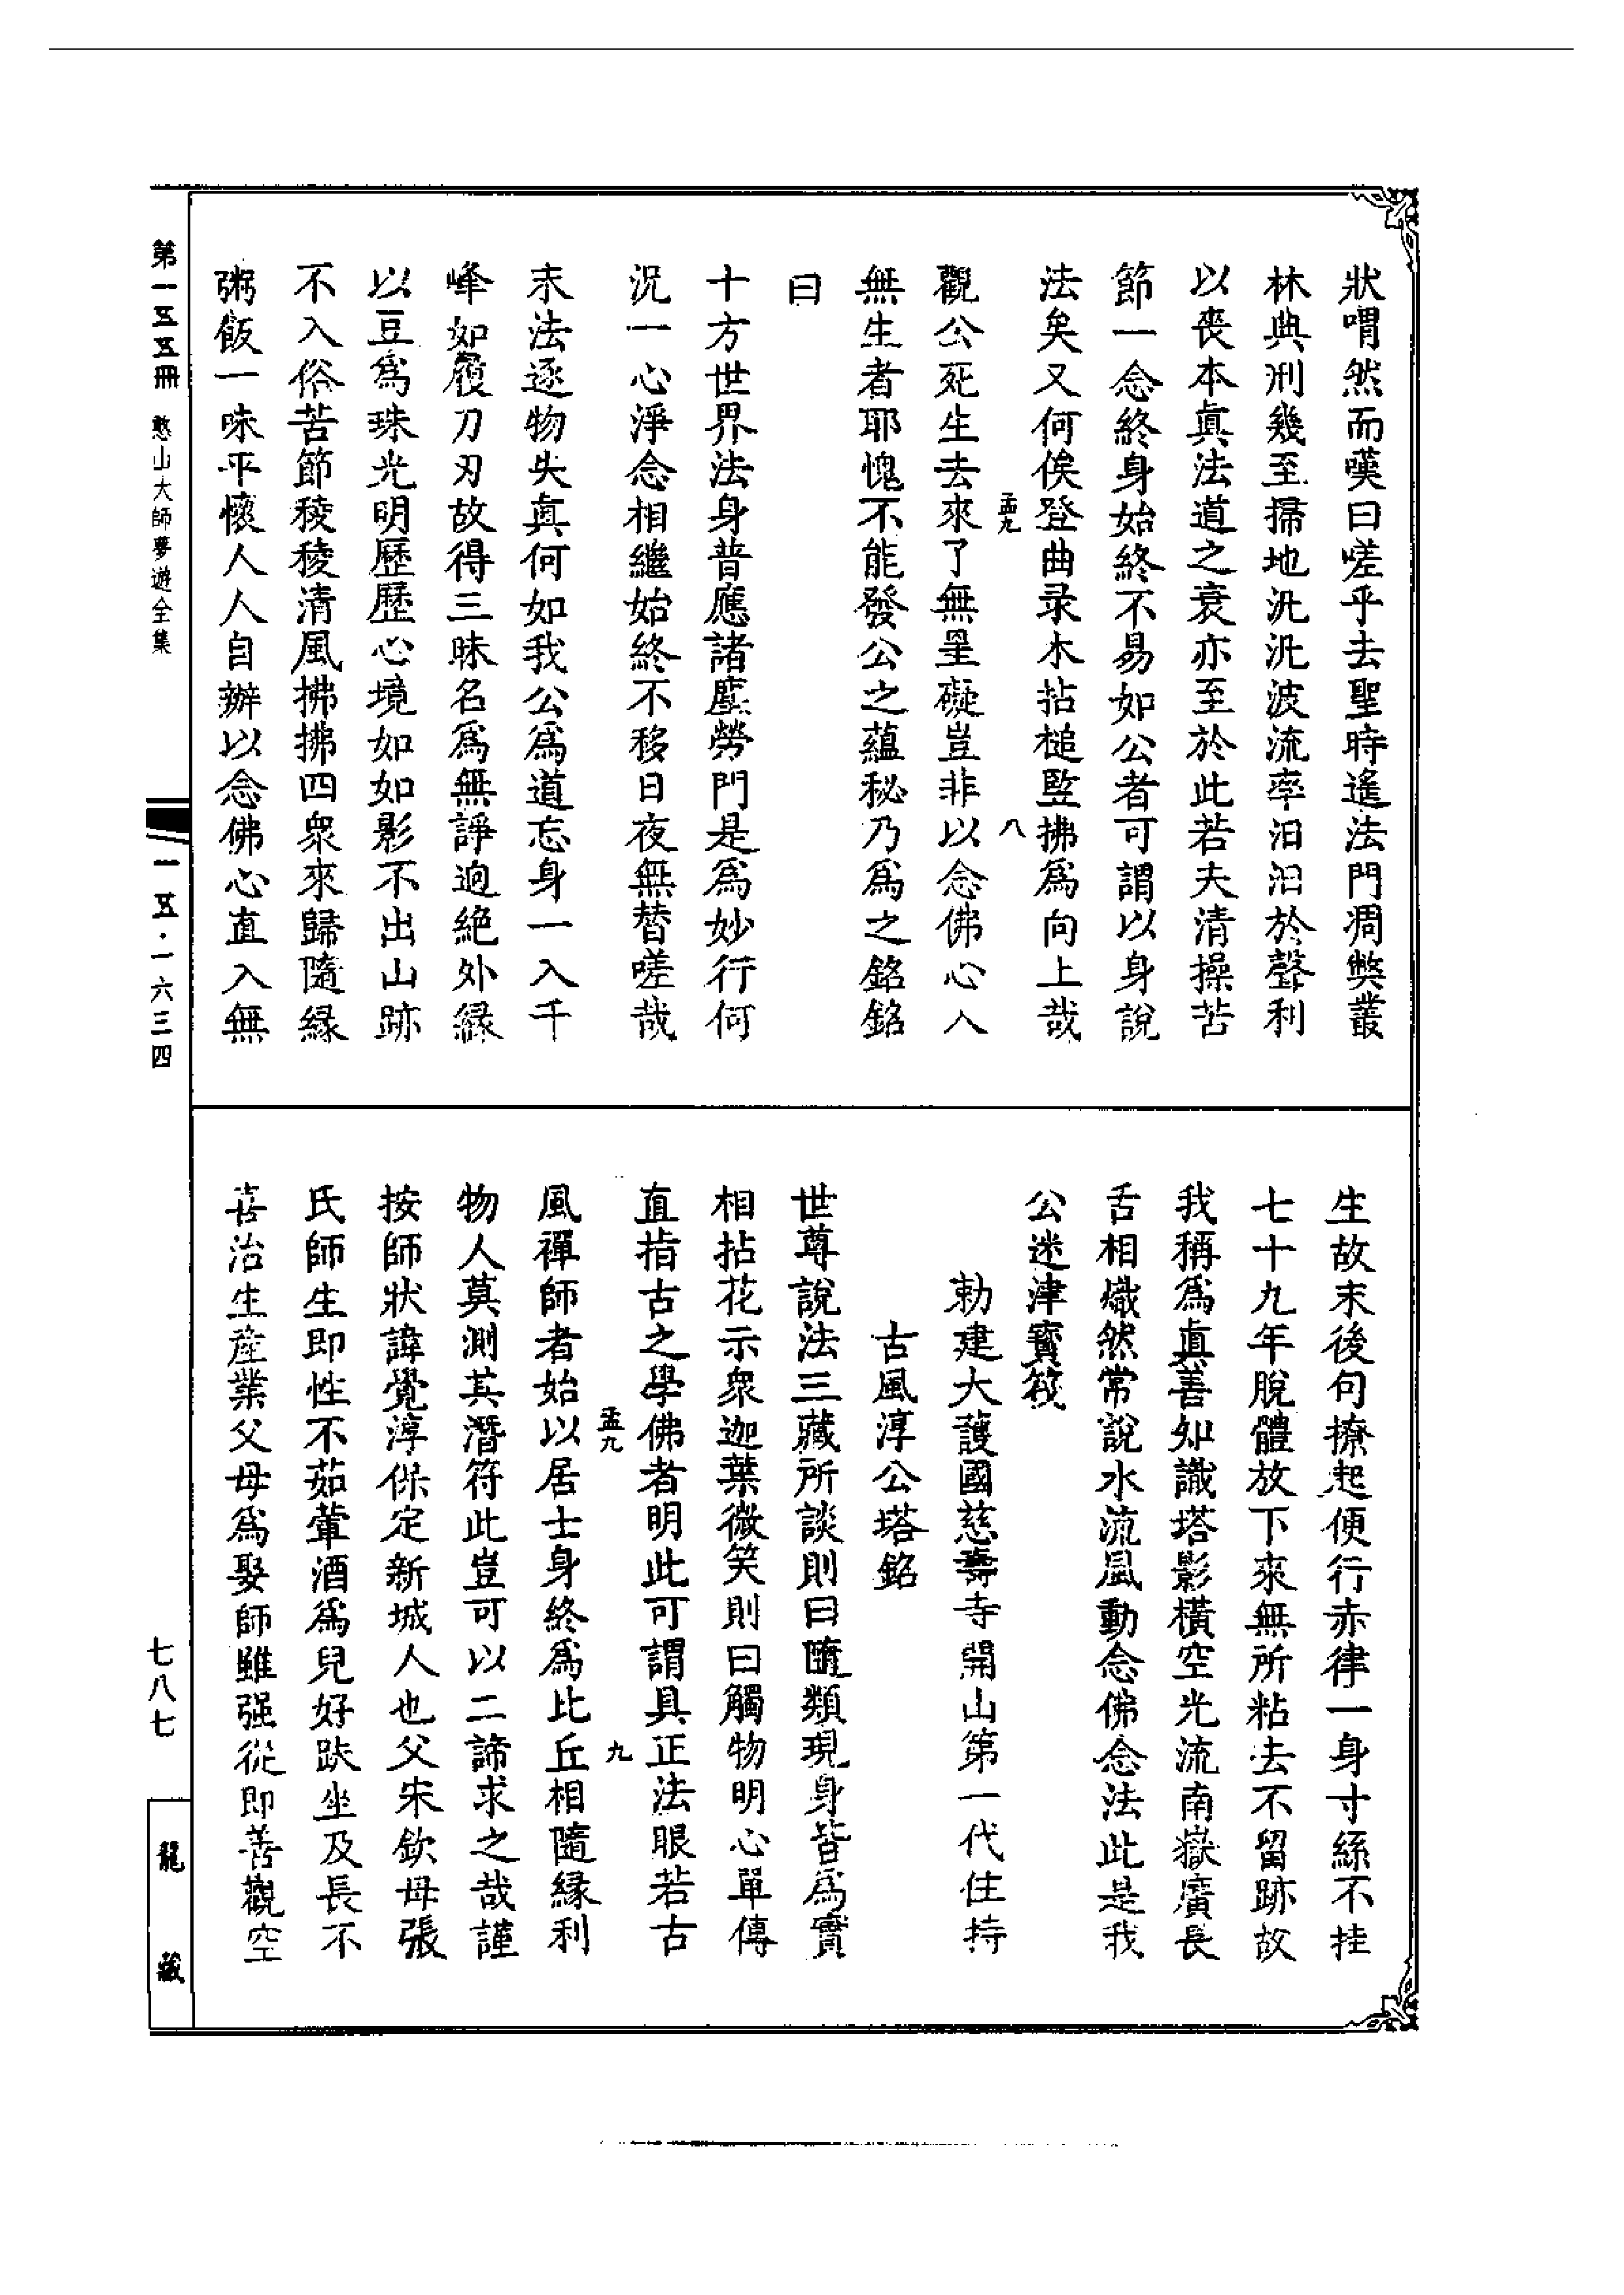 狀喟然而嘆曰嗟乎去聖時遙法門凋弊叢
林典刑幾至掃地汎汎波流率汨汨於聲利
以喪本眞法道之衰亦至於此若夫清操苦
節一念終身始終不易如公者可謂以身說
法矣又何俟登曲录木拈槌竪拂爲向上哉
孟九
八
觀公死生去來了無罣礙豈非以念佛心入
無生者耶愧不能發公之蘊秘乃爲之銘銘
曰
十方世界法身普應諸塵勞門是爲妙行何
況一心淨念相繼始終不移日夜無替嗟哉
末法逐物失眞何如我公爲道忘身一入千
峰如履刀刃故得三昧名爲無諍迥絕外緣
以豆爲珠光明歷歷心境如如影不出山跡
不入俗苦節稜稜清風拂拂四衆來歸隨緣
粥飯一味平懷人人自辦以念佛心直入無
生故末後句撩起便行赤律一身寸絲不挂
七十九年脫體放下來無所粘去不留跡故
我稱爲眞善知識塔影橫空光流南嶽廣長
舌相熾然常說水流風動念佛念法此是我
公迷津寶筏
勅建大護國慈壽寺開山第一代住持
古風淳公塔銘
世尊說法三藏所談則曰隨類現身皆爲實
相拈花示衆迦葉微笑則曰觸物明心單傳
直指古之學佛者明此可謂具正法眼若古
孟九
九
風禪師者始以居士身終爲比丘相隨緣利
物人莫測其潛符此豈可以二諦求之哉謹
按師狀諱覺淳保定新城人也父宋欽母張
氏師生卽性不茹葷酒爲兒好趺坐及長不
喜治生産業父母爲娶師雖强從卽善觀空
第一五五冊
憨山大師夢遊全集
一五·一六三四
七八七
龍藏